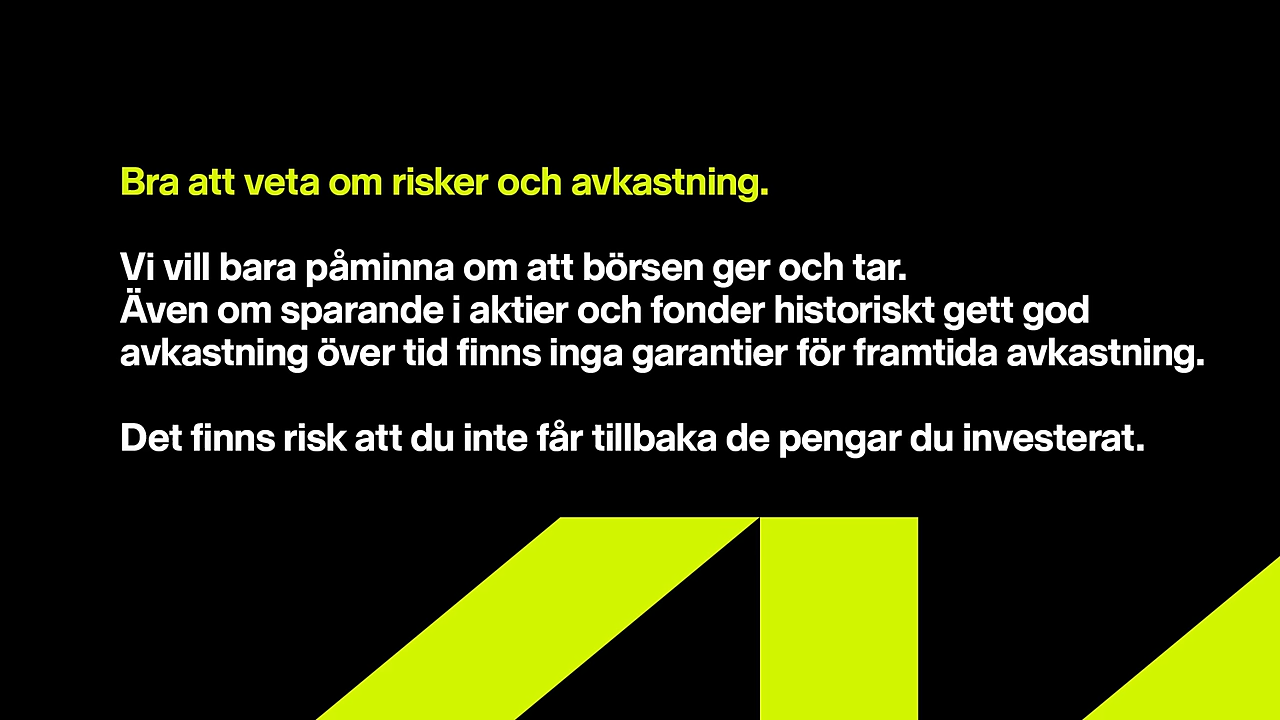 Bra att veta om risker och avkastning.
Vi vill bara påminna om att börsen ger och tar.
Även om sparande i aktier och fonder historiskt gett god
avkastning över tid finns inga garantier för framtida avkastning.
Det finns risk att du inte får tillbaka de pengar du investerat.